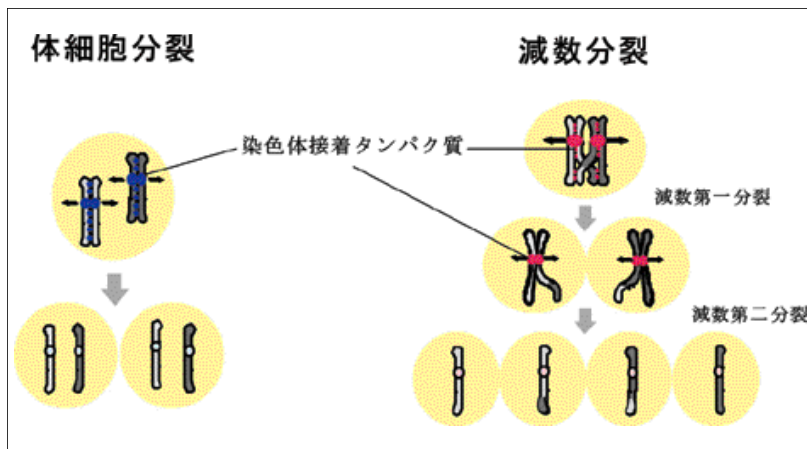 体細胞分裂
減数分裂
染色体接着タンパク質
減数第一分裂
減数第二分裂